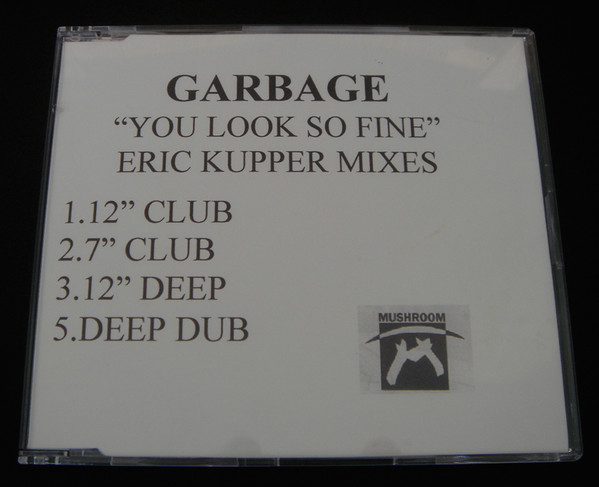 GARBAGE
“YOU LOOK SO FINE”
ERIC KUPPER MIXES
1.12” CLUB
2.7” CLUB
3.12” DEEP
5.DEEP DUB
MUSHROOM